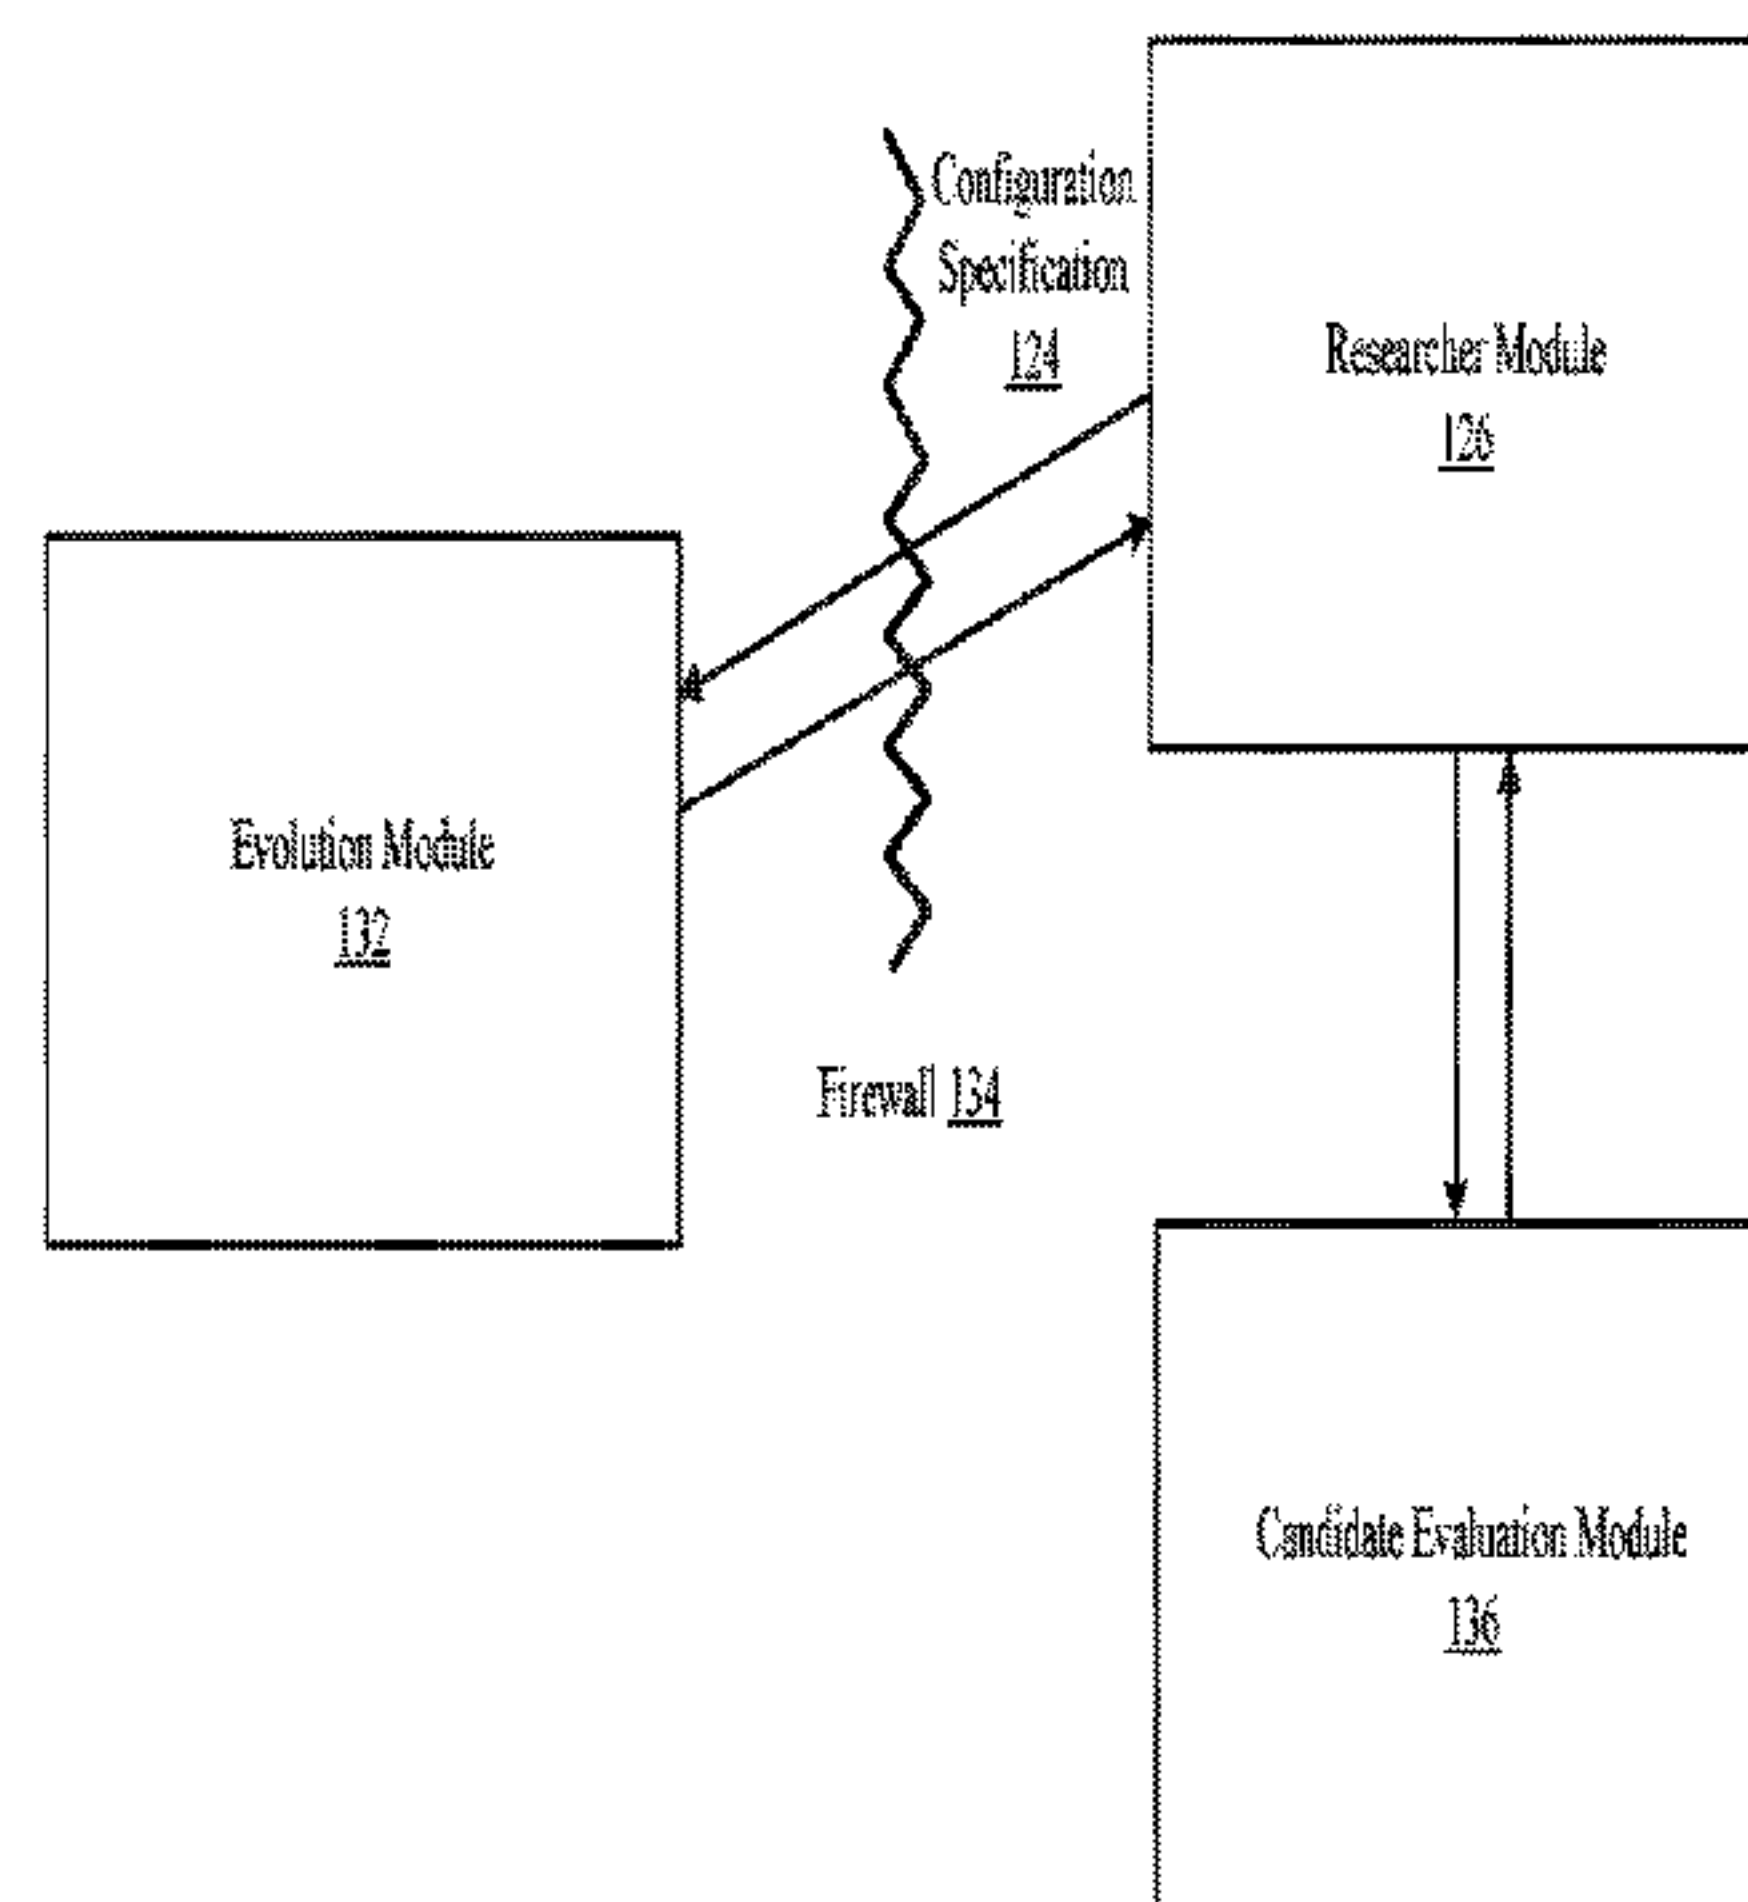 Configuration
Specification
124
Researcher Module
126
Evolution Module
132
Firewall 134
Candidate Evaluation Module
136